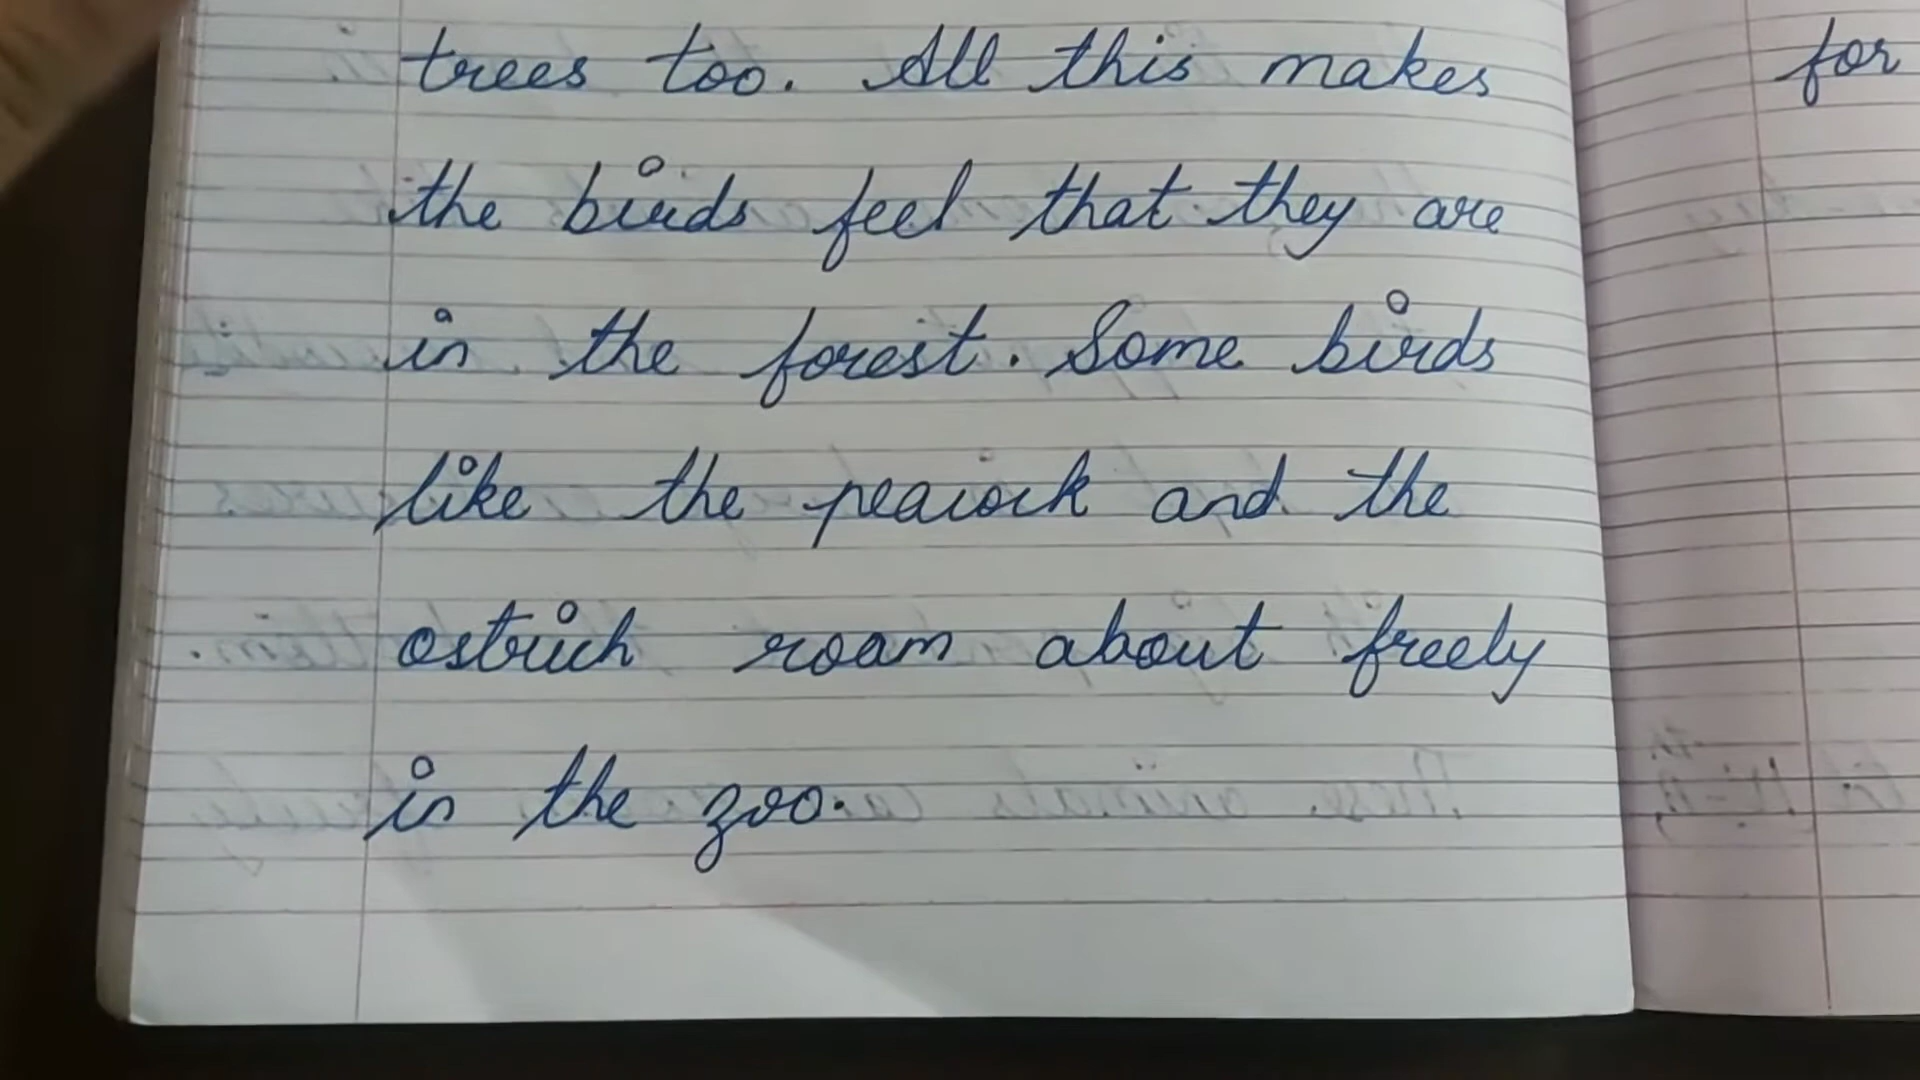 trees too. All this makes
the birds feel that they are
in the forest. Some birds
like the peacock and the
ostrich roam about freely
in the zoo.
for